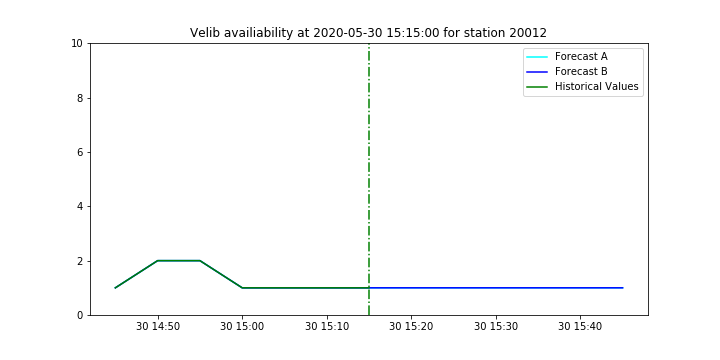 Velib availiability at 2020-05-30 15:15:00 for station 20012
10
8
6
4
2
0
Forecast A
Forecast B
Historical Values
30 14:50 30 15:00 30 15:10 30 15:20 30 15:30 30 15:40